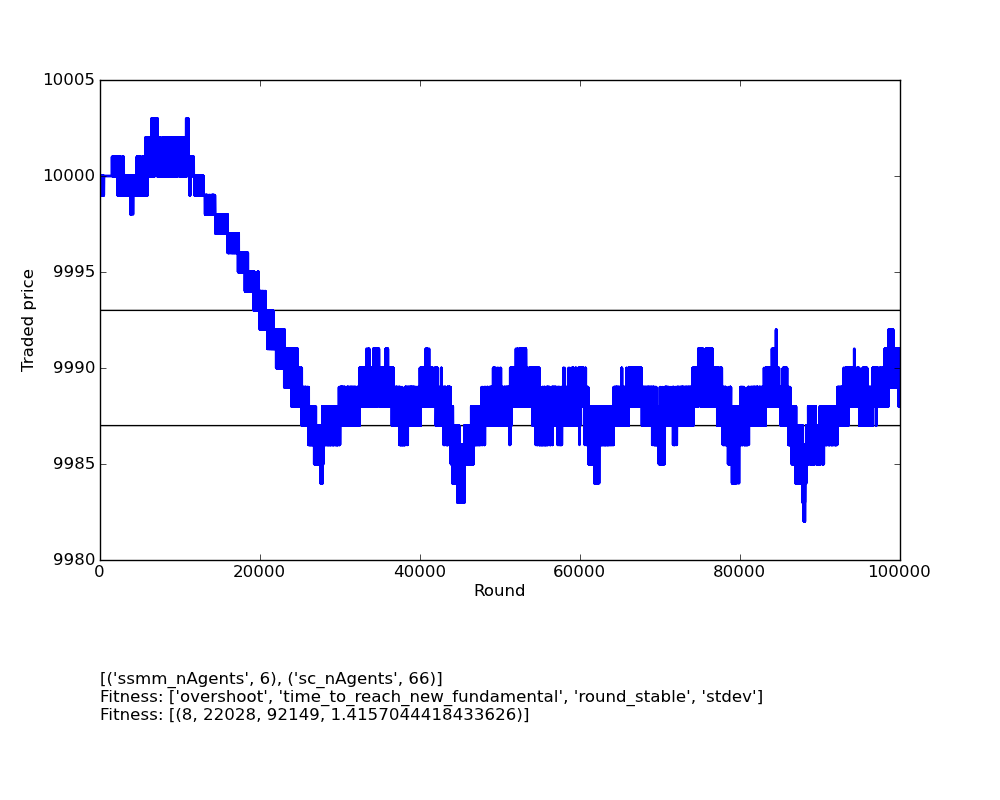 10005
10000
9995
9990
9985
9980
Traded price
0 20000 40000 60000 80000 100000
Round
[('ssmm_nAgents', 6), ('sc_nAgents', 66)]
Fitness: ['overshoot', 'time_to_reach_new_fundamental', 'round_stable', 'stdev']
Fitness: [(8, 22028, 92149, 1.4157044418433626)]